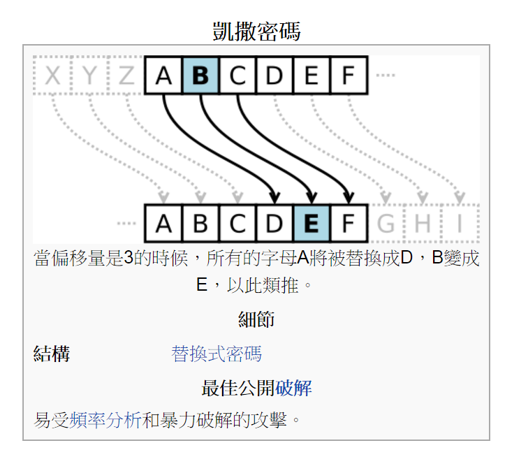 凱撒密碼
X Y Z A B C D E F ····
···· A B C D E F G H I
當偏移量是3的時候，所有的字母A將被替換成D，B變成
E，以此類推。
細節
結構 替換式密碼
最佳公開破解
易受頻率分析和暴力破解的攻擊。